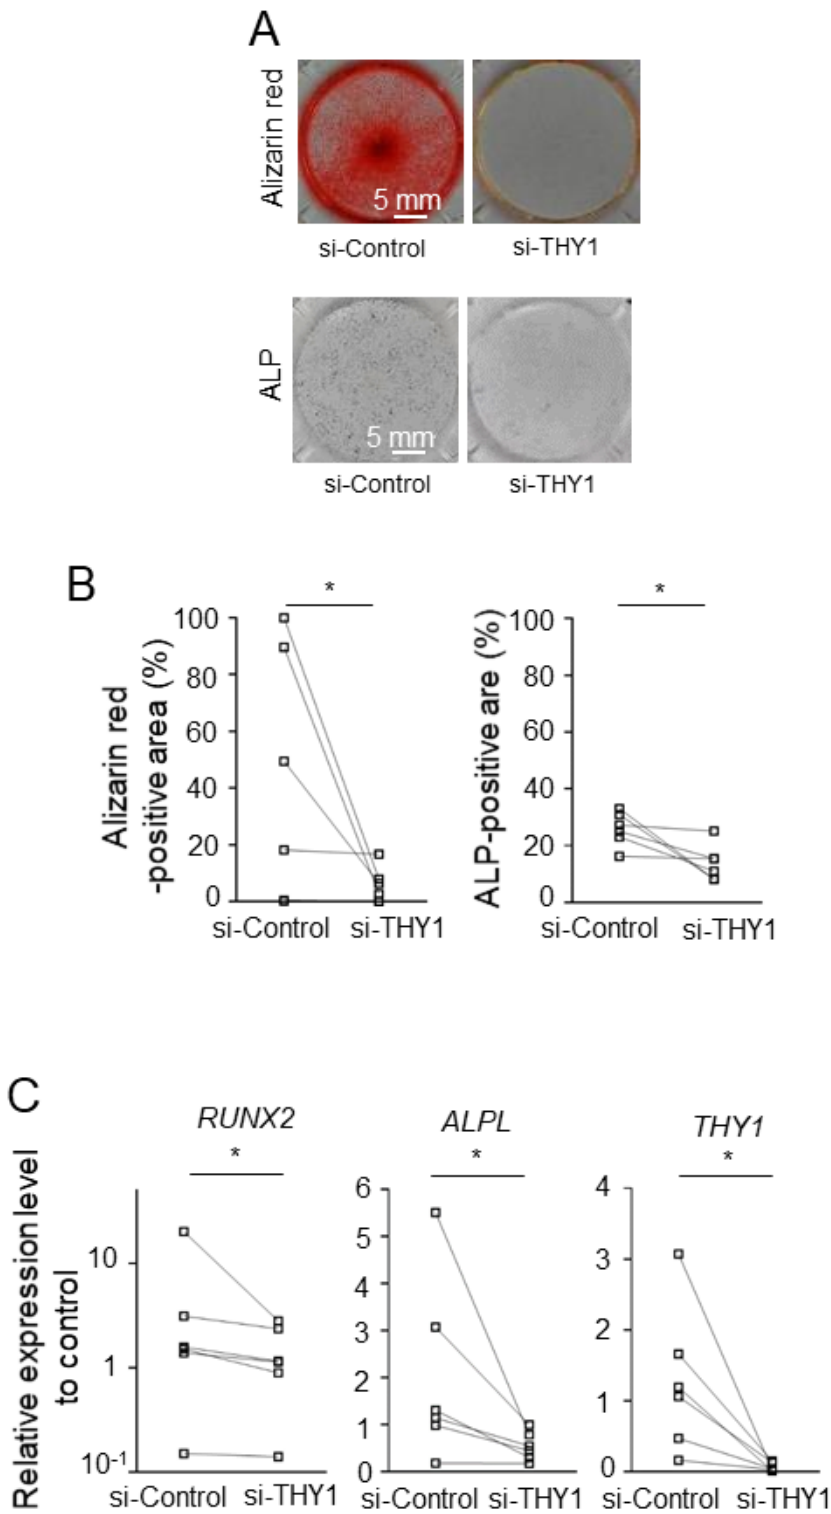 A
Alizarin red
5 mm
si-Control
si-THY1
ALP
5 mm
si-Control
si-THY1
B
*
Alizarin red
-positive area (%)
100
80
60
40
20
0
si-Control
si-THY1
*
ALP-positive are (%)
100
80
60
40
20
0
si-Control
si-THY1
C
Relative expression level
to control
RUNX2
*
10
1
10-1
si-Control
si-THY1
ALPL
*
6
5
4
3
2
1
0
si-Control
si-THY1
THY1
*
4
3
2
1
0
si-Control
si-THY1